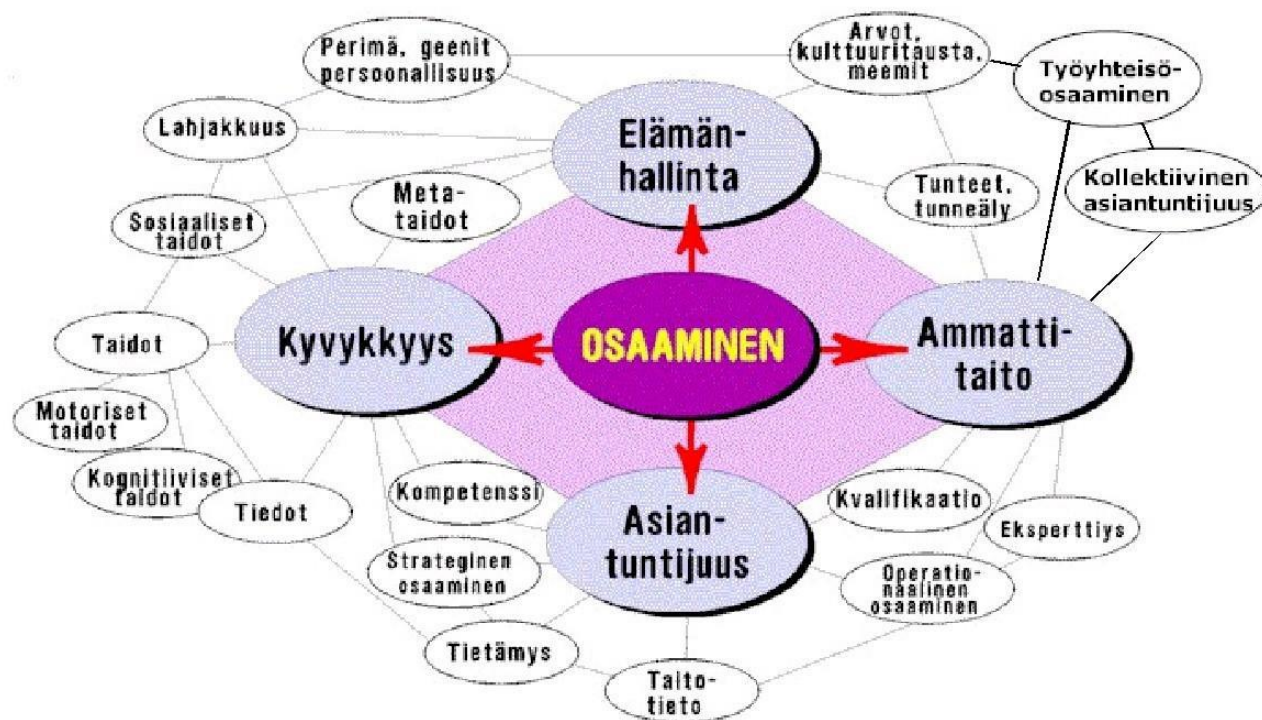 Perimä, geenit
persoonallisuus
Arvot,
kulttuuritausta,
meemit
Työyhteisö-
osaaminen
Lahjakkuus
Elämän-
hallinta
Meta-
taidot
Tunteet,
tunneäly
Kollektiivinen
asiantuntijuus
Sosiaaliset
taidot
Kyvykkyys
OSAAMINEN
Ammatti-
taito
Taidot
Motoriset
taidot
Kognitiiviset
taidot
Tiedot
Kompetenssi
Asian-
tuntijuus
Kvalifikaatio
Eksperttiys
Strateginen
osaaminen
Operatio-
naalinen
osaaminen
Tietämys
Taito-
tieto